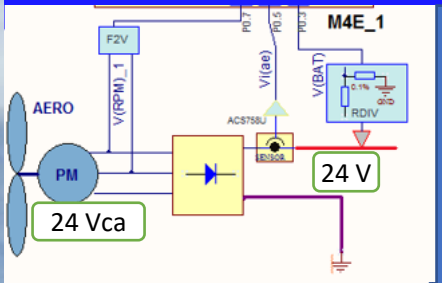 P0.7
P0.5
P0.3
M4E_1
F2V
V(RPM)_1
Vi(ae)
V(BAT)
0.1%
GND
RDIV
AERO
ACS758U
SENSOR
PM
24 V
24 Vca